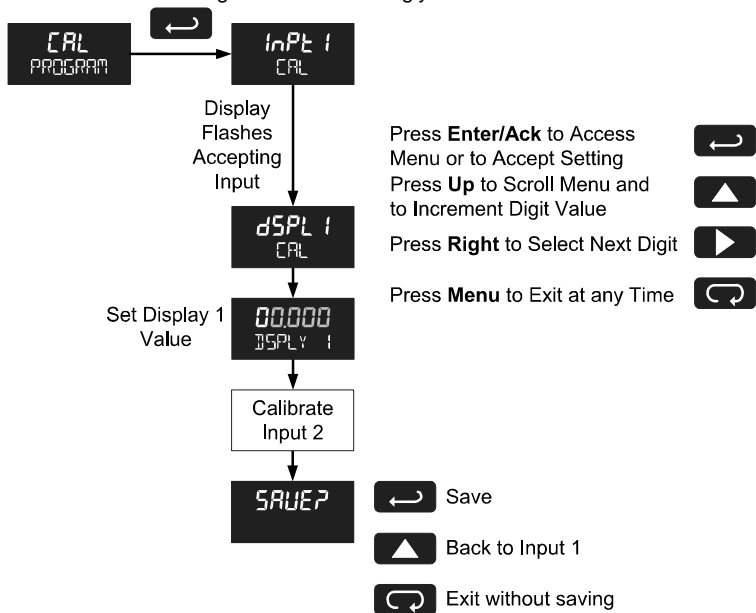 CAL
PROGRAM
InPt 1
CAL
Display
Flashes
Accepting
Input
Press Enter/Ack to Access
Menu or to Accept Setting
Press Up to Scroll Menu and
to Increment Digit Value
Press Right to Select Next Digit
Press Menu to Exit at any Time
dSPL 1
CAL
Set Display 1
Value
00.000
DSPLY 1
Calibrate
Input 2
SAVE?
Save
Back to Input 1
Exit without saving